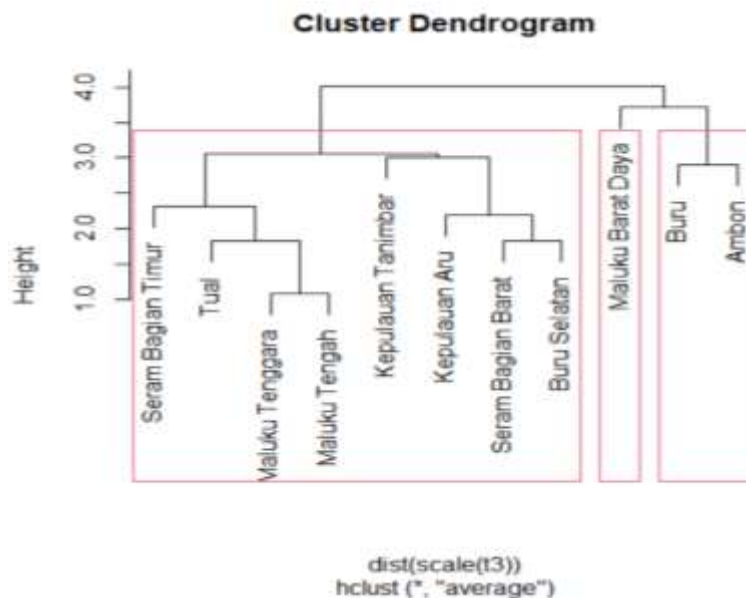 Cluster Dendrogram
Height
4.0
3.0
2.0
1.0
Seram Bagian Timur
Tual
Maluku Tenggara
Maluku Tengah
Kepulauan Tanimbar
Kepulauan Aru
Seram Bagian Barat
Buru Selatan
Maluku Barat Daya
Buru
Ambon
dist(scale(t3))
hclust (*, "average")